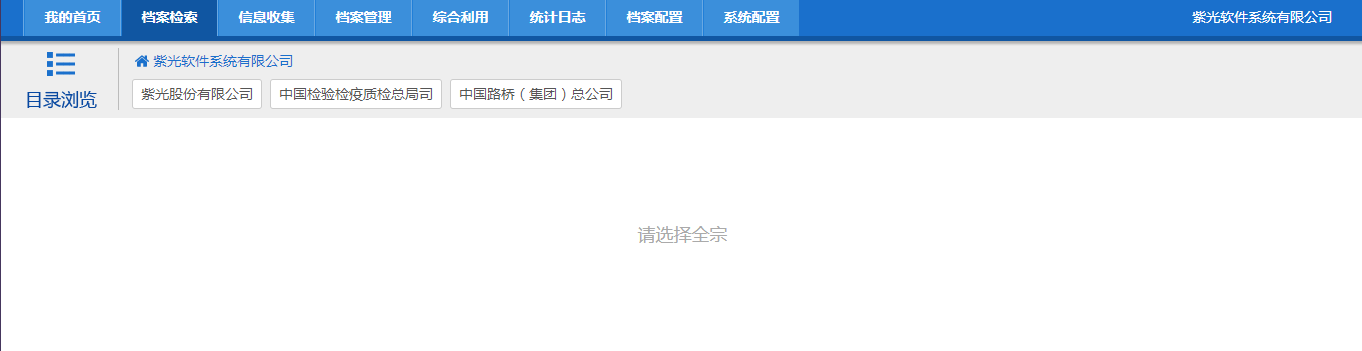 我的首页 档案检索 信息收集 档案管理 综合利用 统计日志 档案配置 系统配置 紫光软件系统有限公司
紫光软件系统有限公司
目录浏览
紫光股份有限公司 中国检验检疫质检总局司 中国路桥（集团）总公司
请选择全宗